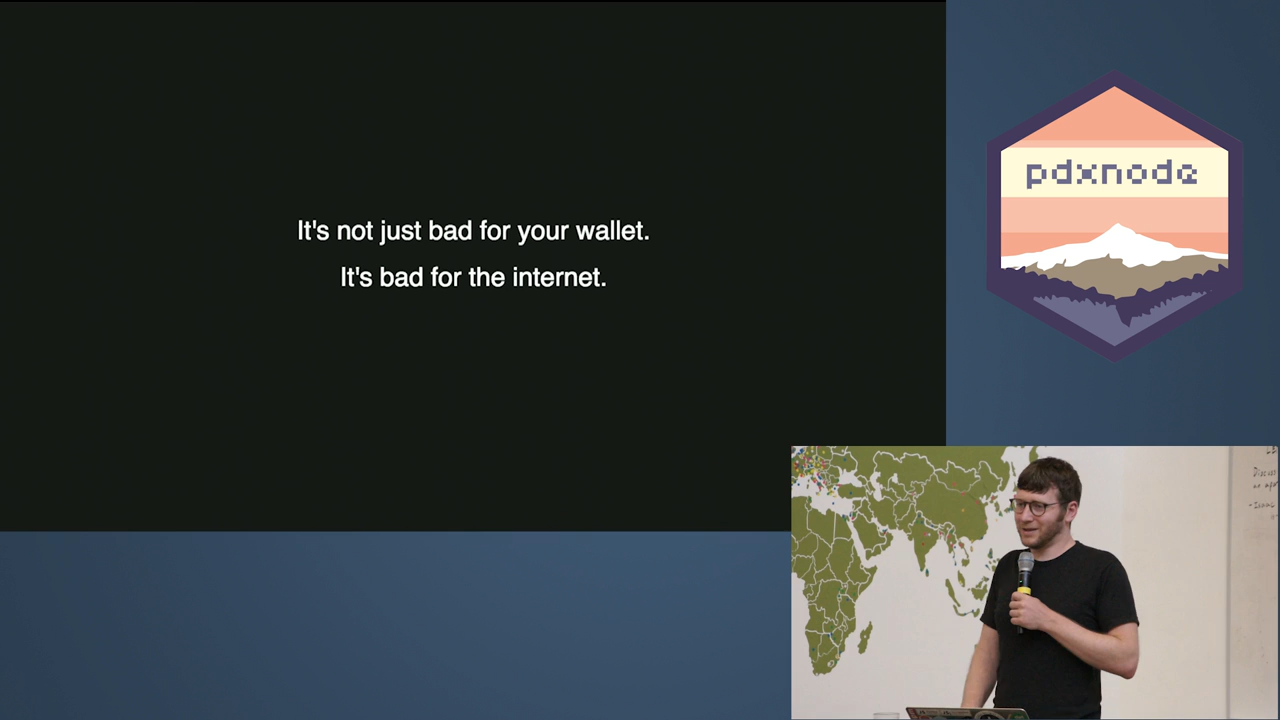 It's not just bad for your wallet.
It's bad for the internet.
pdxnode